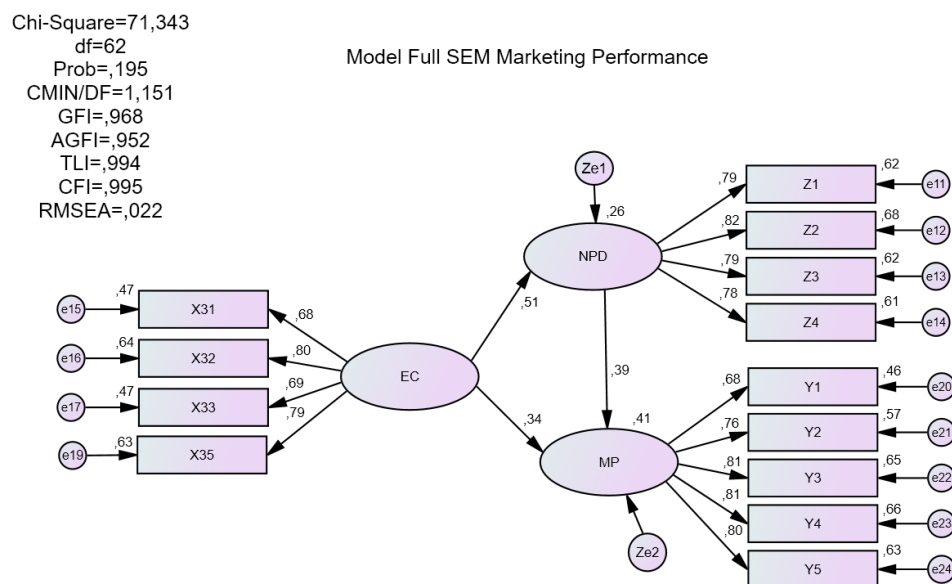 Chi-Square=71,343
df=62
Prob=,195
CMIN/DF=1,151
GFI=,968
AGFI=,952
TLI=,994
CFI=,995
RMSEA=,022
Model Full SEM Marketing Performance
Ze1
,26
NPD
,79
Z1
,62
e11
,82
Z2
,68
e12
,79
Z3
,62
e13
,78
Z4
,61
e14
,51
e15
,47
X31
,68
e16
,64
X32
,80
e17
,47
X33
,69
e19
,63
X35
,79
EC
,39
,34
,41
MP
Ze2
,68
Y1
,46
e20
,76
Y2
,57
e21
,81
Y3
,65
e22
,81
Y4
,66
e23
,80
Y5
,63
e24